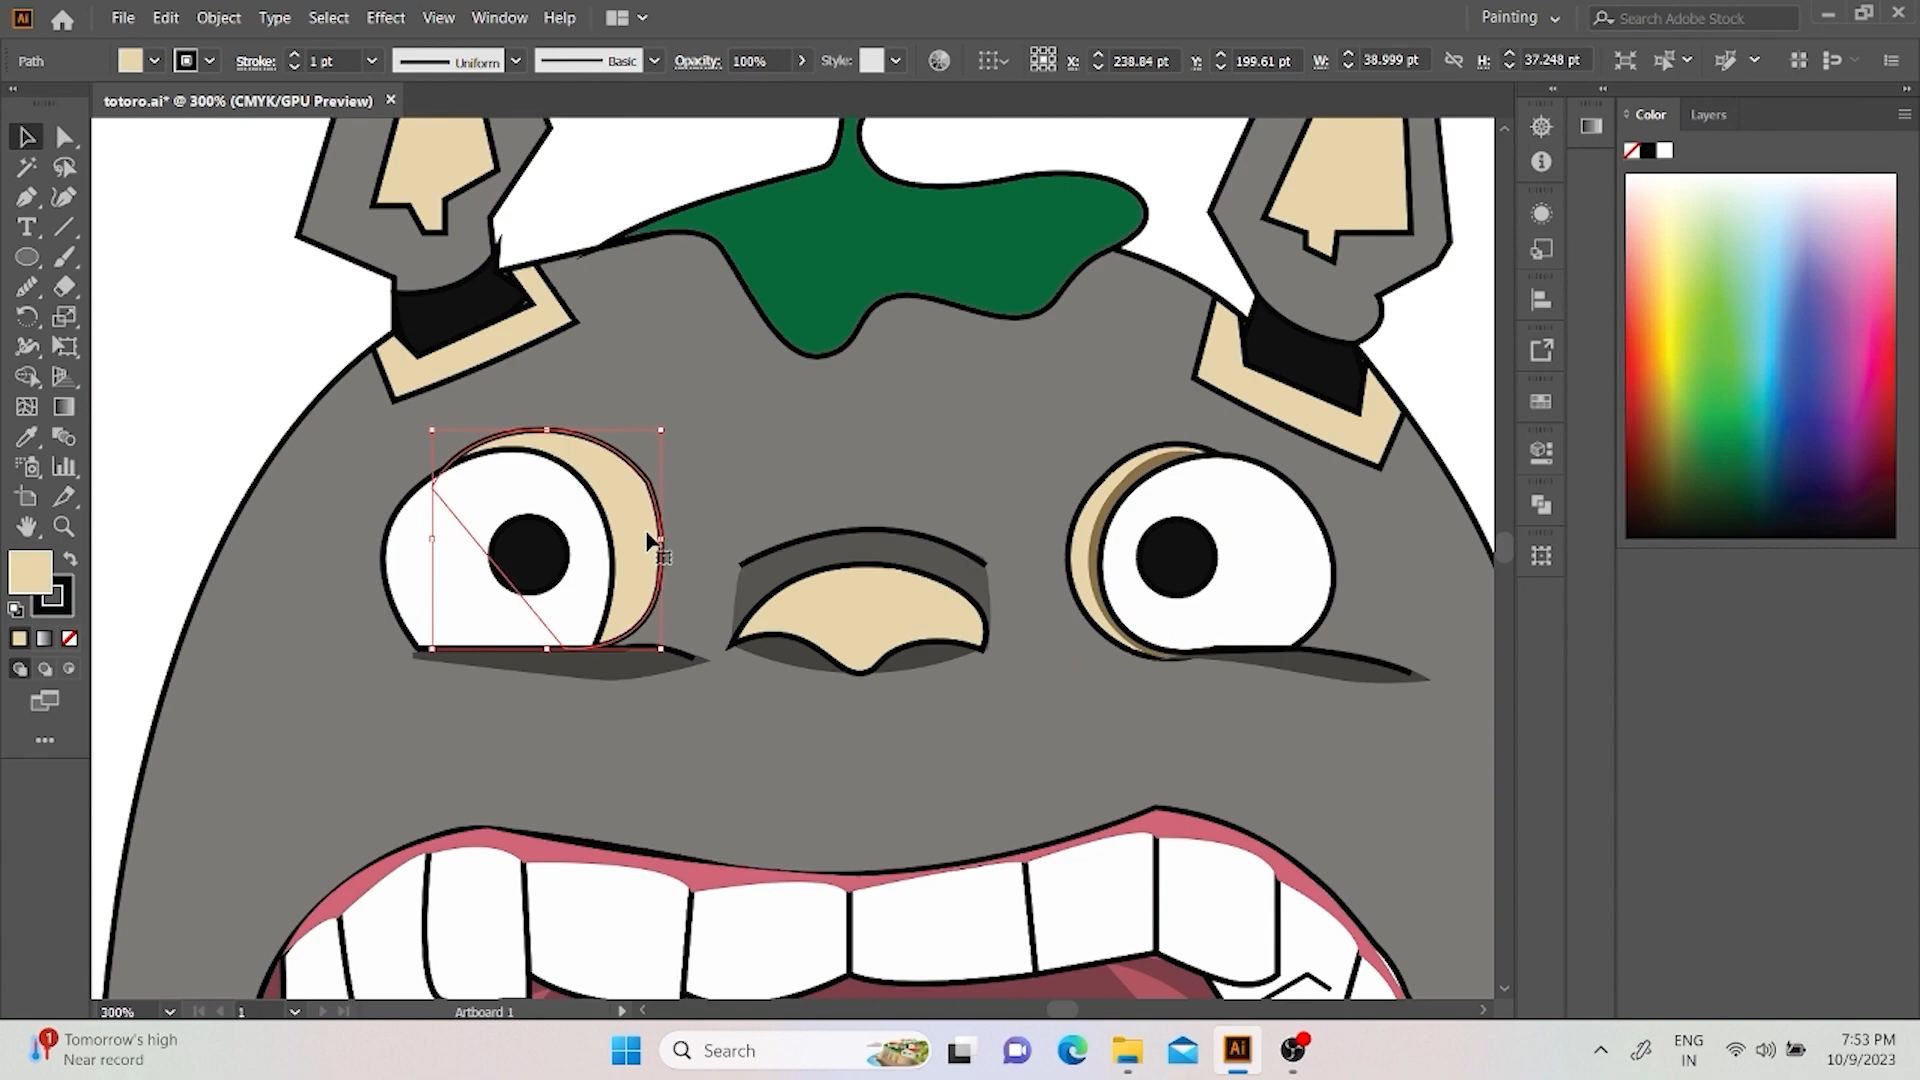 Ai File Edit Object Type Select Effect View Window Help Painting Search Adobe Stock
Path Stroke: 1 pt Uniform Basic Opacity: 100% Style: X: 238.84 pt Y: 199.61 pt W: 38.999 pt H: 37.248 pt
totoro.ai* @ 300% (CMYK/GPU Preview)
Color Layers
300% 1 Artboard 1
1 Tomorrow's high
Near record
Search
Ai
ENG
IN
7:53 PM
10/9/2023